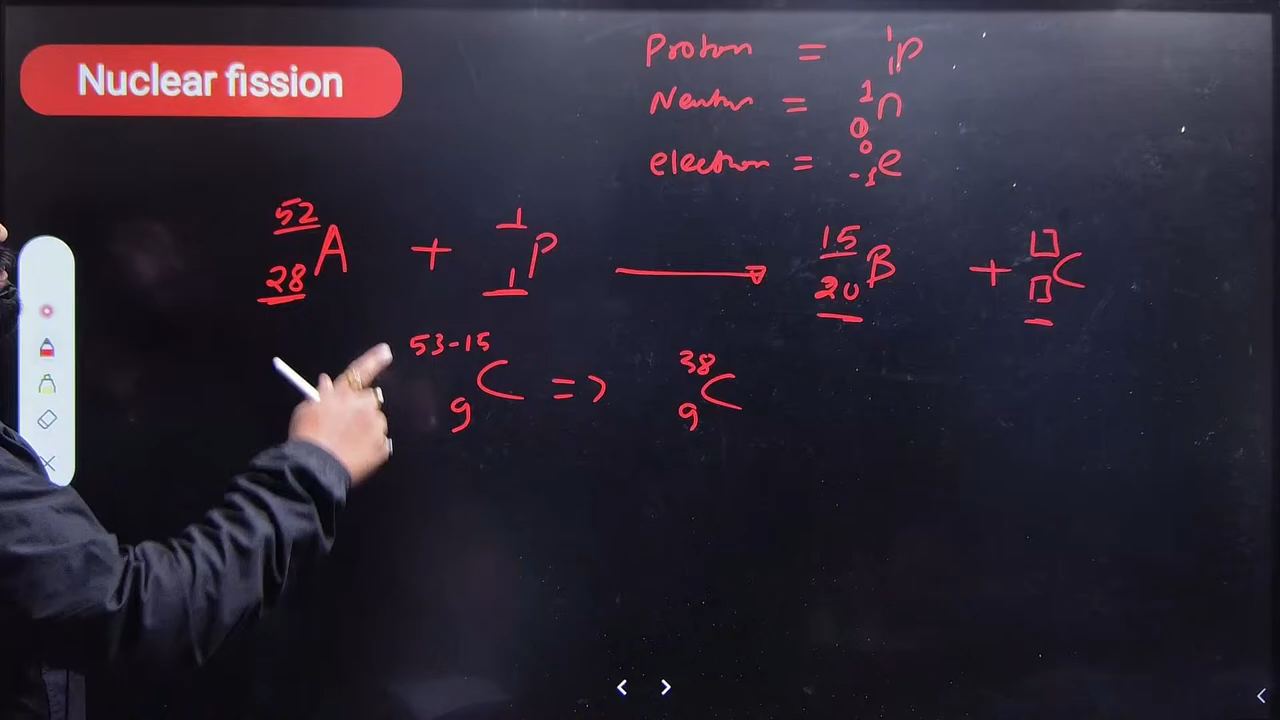 Nuclear fission
Proton = ¹₁P
Neutron = ¹₀n
electron = ⁰₋₁e
⁵²₂₈A + ¹₁P → ¹⁵₂₀B + □□C
53-15
₉C => ³⁸₉C